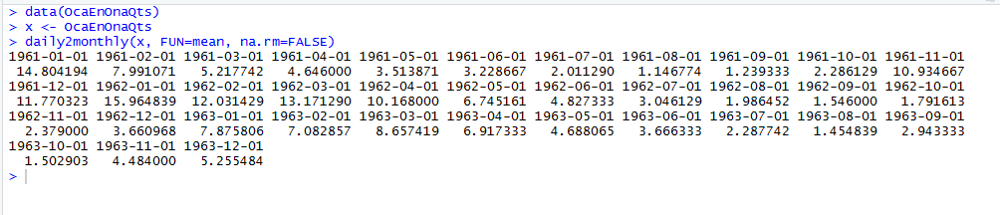 > data(OcaEnOnaQts)
> x <- OcaEnOnaQts
> daily2monthly(x, FUN=mean, na.rm=FALSE)
1961-01-01 1961-02-01 1961-03-01 1961-04-01 1961-05-01 1961-06-01 1961-07-01 1961-08-01 1961-09-01 1961-10-01 1961-11-01
14.804194 7.991071 5.217742 4.646000 3.513871 3.228667 2.011290 1.146774 1.239333 2.286129 10.934667
1961-12-01 1962-01-01 1962-02-01 1962-03-01 1962-04-01 1962-05-01 1962-06-01 1962-07-01 1962-08-01 1962-09-01 1962-10-01
11.770323 15.964839 12.031429 13.171290 10.168000 6.745161 4.827333 3.046129 1.986452 1.546000 1.791613
1962-11-01 1962-12-01 1963-01-01 1963-02-01 1963-03-01 1963-04-01 1963-05-01 1963-06-01 1963-07-01 1963-08-01 1963-09-01
2.379000 3.660968 7.875806 7.082857 8.657419 6.917333 4.688065 3.666333 2.287742 1.454839 2.943333
1963-10-01 1963-11-01 1963-12-01
1.502903 4.484000 5.255484
>